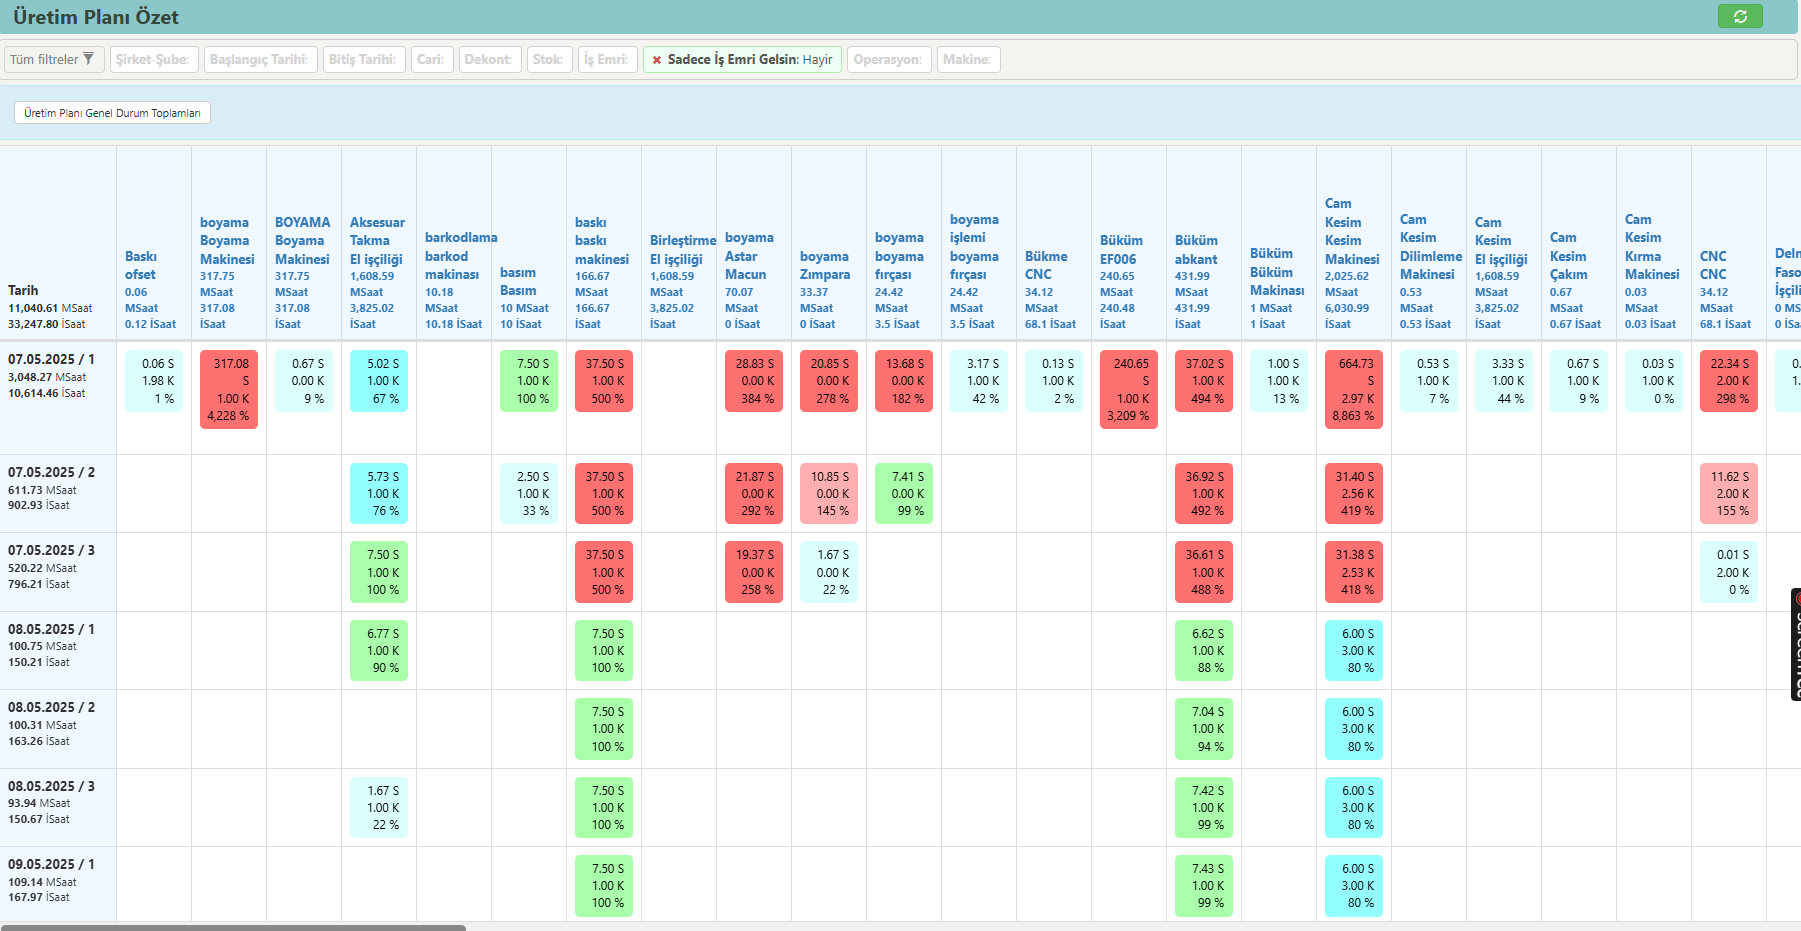 Üretim Planı Özet
Tüm filtreler
Şirket-Şube:
Başlangıç Tarihi:
Bitiş Tarihi:
Cari:
Dekont:
Stok:
İş Emri:
Sadece İş Emri Gelsin: Hayir
Operasyon:
Makine:
Üretim Planı Genel Durum Toplamları
Tarih
11,040.61 MSaat
33,247.80 İSaat
Baskı
ofset
0.06
MSaat
0.12 İSaat
boyama
Boyama
Makinesi
317.75
MSaat
317.08
İSaat
BOYAMA
Boyama
Makinesi
317.75
MSaat
317.08
İSaat
Aksesuar
Takma
El işçiliği
1,608.59
MSaat
3,825.02
İSaat
barkodlama
barkod
makinası
10.18
MSaat
10.18 İSaat
basım
Basım
10 MSaat
10 İSaat
baskı
baskı
makinesi
166.67
MSaat
166.67
İSaat
Birleştirme
El işçiliği
1,608.59
MSaat
3,825.02
İSaat
boyama
Astar
Macun
70.07
MSaat
0 İSaat
boyama
Zımpara
33.37
MSaat
0 İSaat
boyama
boyama
fırçası
24.42
MSaat
3.5 İSaat
boyama
işlemi
boyama
fırçası
24.42
MSaat
3.5 İSaat
Bükme
CNC
34.12
MSaat
68.1 İSaat
Büküm
EF006
240.65
MSaat
240.48
İSaat
Büküm
abkant
431.99
MSaat
431.99
İSaat
Büküm
Büküm
Makinası
1 MSaat
1 İSaat
Cam
Kesim
Kesim
Makinesi
2,025.62
MSaat
6,030.99
İSaat
Cam
Kesim
Dilimleme
Makinesi
0.53
MSaat
0.53 İSaat
Cam
Kesim
El işçiliği
1,608.59
MSaat
3,825.02
İSaat
Cam
Kesim
Çakım
0.67
MSaat
0.67 İSaat
Cam
Kesim
Kırma
Makinesi
0.03
MSaat
0.03 İSaat
CNC
CNC
34.12
MSaat
68.1 İSaat
Deln
Faso
İşçili
0 MS
0 İSa
07.05.2025 / 1
3,048.27 MSaat
10,614.46 İSaat
0.06 S
1.98 K
1 %
317.08
S
1.00 K
4,228 %
0.67 S
0.00 K
9 %
5.02 S
1.00 K
67 %
7.50 S
1.00 K
100 %
37.50 S
1.00 K
500 %
28.83 S
0.00 K
384 %
20.85 S
0.00 K
278 %
13.68 S
0.00 K
182 %
3.17 S
1.00 K
42 %
0.13 S
1.00 K
2 %
240.65
S
1.00 K
3,209 %
37.02 S
1.00 K
494 %
1.00 S
1.00 K
13 %
664.73
S
2.97 K
8,863 %
0.53 S
1.00 K
7 %
3.33 S
1.00 K
44 %
0.67 S
1.00 K
9 %
0.03 S
1.00 K
0 %
22.34 S
2.00 K
298 %
0.
1.
07.05.2025 / 2
611.73 MSaat
902.93 İSaat
5.73 S
1.00 K
76 %
2.50 S
1.00 K
33 %
37.50 S
1.00 K
500 %
21.87 S
0.00 K
292 %
10.85 S
0.00 K
145 %
7.41 S
0.00 K
99 %
36.92 S
1.00 K
492 %
31.40 S
2.56 K
419 %
11.62 S
2.00 K
155 %
07.05.2025 / 3
520.22 MSaat
796.21 İSaat
7.50 S
1.00 K
100 %
37.50 S
1.00 K
500 %
19.37 S
0.00 K
258 %
1.67 S
0.00 K
22 %
36.61 S
1.00 K
488 %
31.38 S
2.53 K
418 %
0.01 S
2.00 K
0 %
08.05.2025 / 1
100.75 MSaat
150.21 İSaat
6.77 S
1.00 K
90 %
7.50 S
1.00 K
100 %
6.62 S
1.00 K
88 %
6.00 S
3.00 K
80 %
08.05.2025 / 2
100.31 MSaat
163.26 İSaat
7.50 S
1.00 K
100 %
7.04 S
1.00 K
94 %
6.00 S
3.00 K
80 %
08.05.2025 / 3
93.94 MSaat
150.67 İSaat
1.67 S
1.00 K
22 %
7.50 S
1.00 K
100 %
7.42 S
1.00 K
99 %
6.00 S
3.00 K
80 %
09.05.2025 / 1
109.14 MSaat
167.97 İSaat
7.50 S
1.00 K
100 %
7.43 S
1.00 K
99 %
6.00 S
3.00 K
80 %